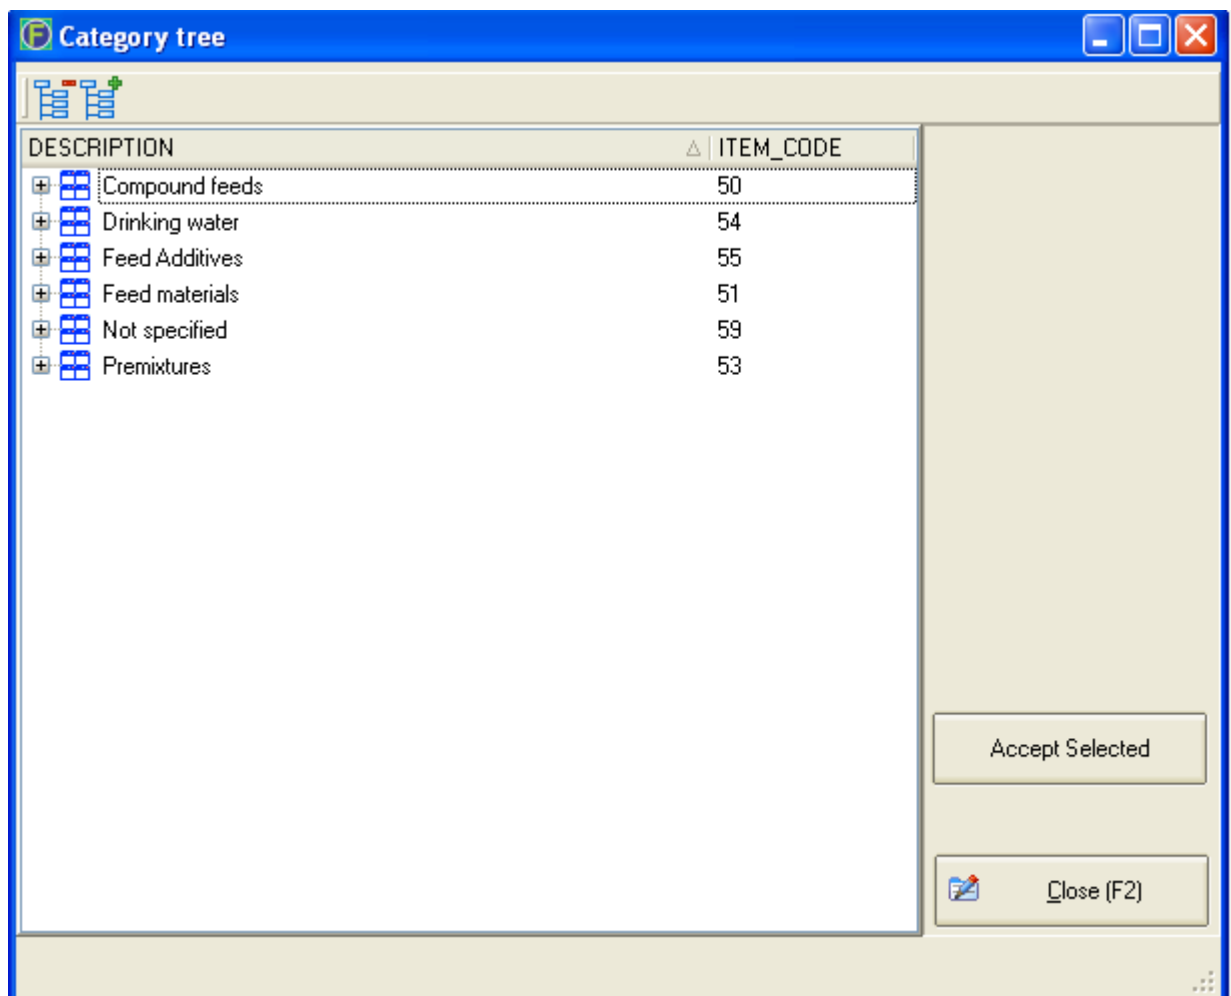 Category tree
DESCRIPTION ITEM_CODE
Compound feeds 50
Drinking water 54
Feed Additives 55
Feed materials 51
Not specified 59
Premixtures 53
Accept Selected
Close (F2)